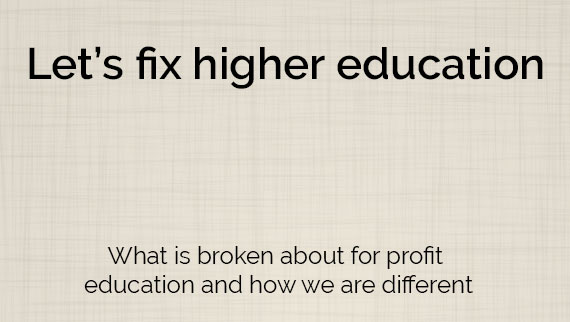 Let’s fix higher education
What is broken about for profit
education and how we are different